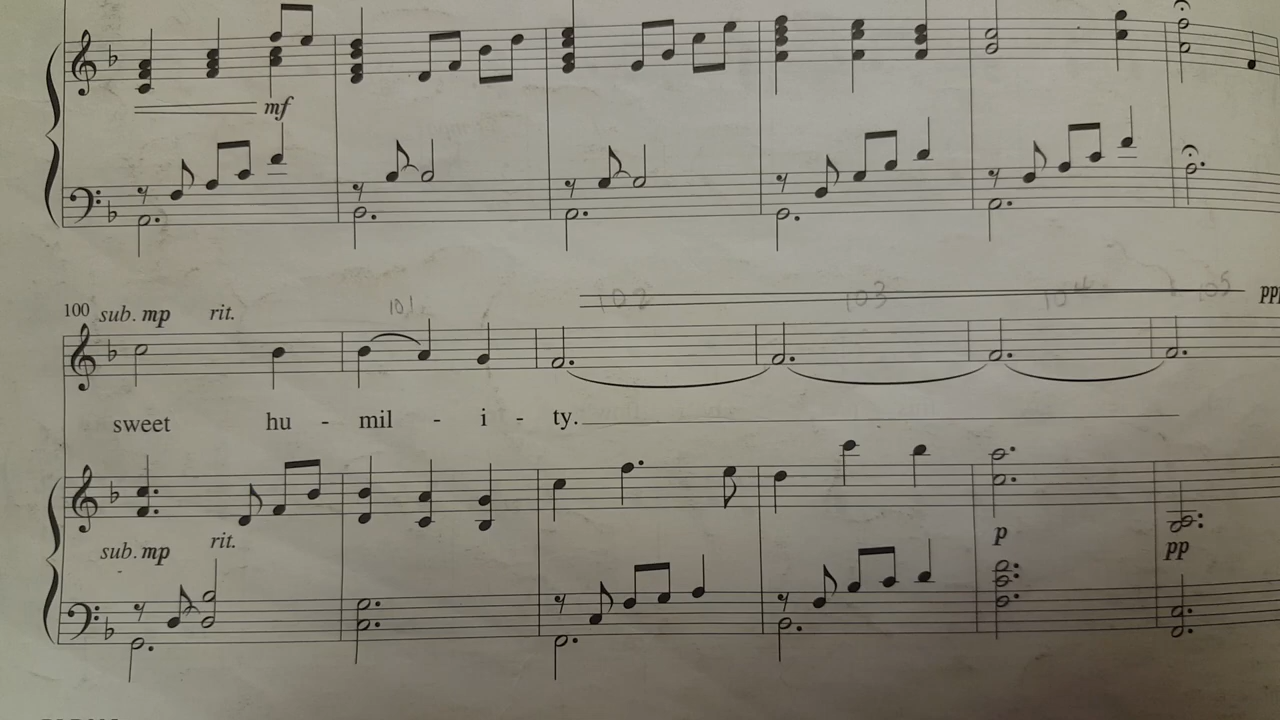 mf
100 sub. mp rit. 101 102 103 104 105 ppp
sweet hu - mil - i - ty.
sub. mp rit. p pp